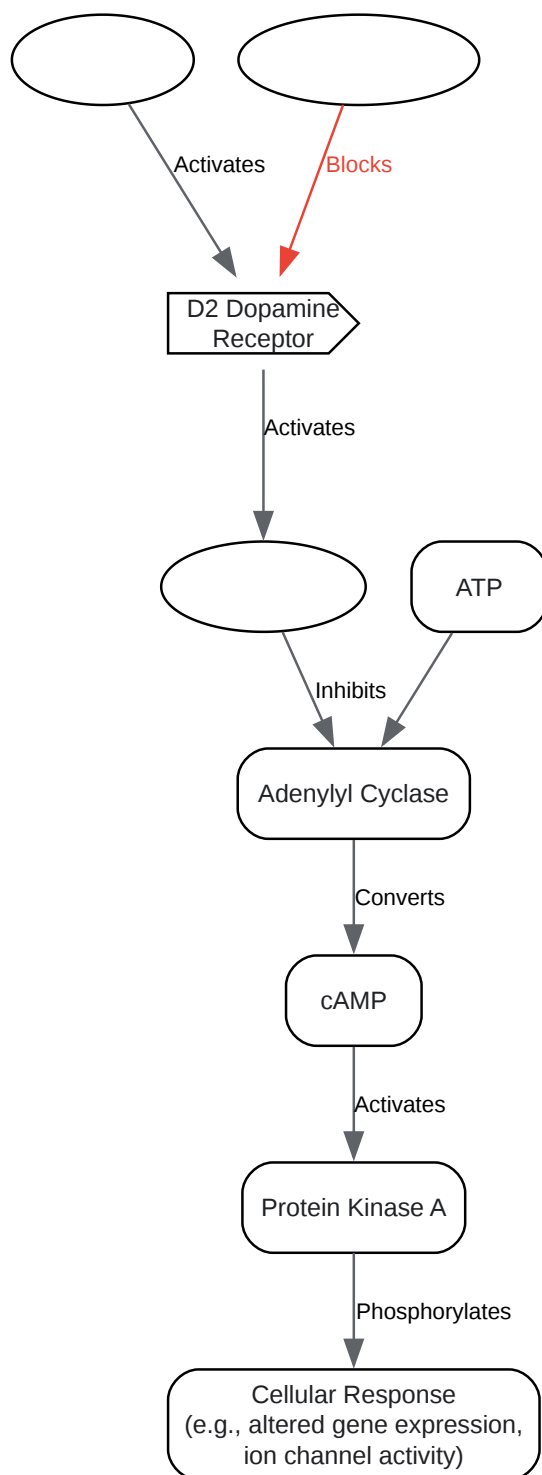 Activates
Blocks
D2 Dopamine
Receptor
Activates
ATP
Inhibits
Adenylyl Cyclase
Converts
cAMP
Activates
Protein Kinase A
Phosphorylates
Cellular Response
(e.g., altered gene expression,
ion channel activity)